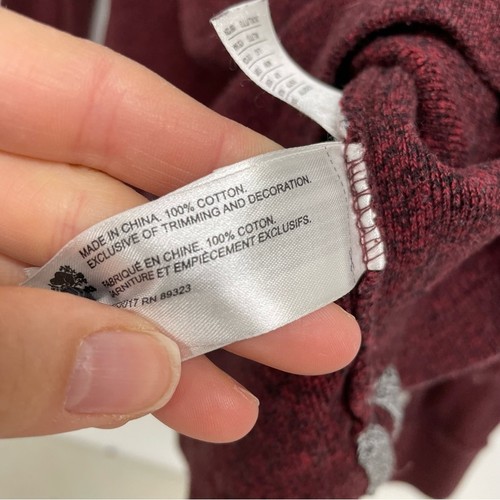 MADE IN CHINA, 100% COTTON.
EXCLUSIVE OF TRIMMING AND DECORATION.
FABRIQUÉ EN CHINE, 100% COTON.
ARNITURE ET EMPIÈCEMENT EXCLUSIFS.
RN 89323